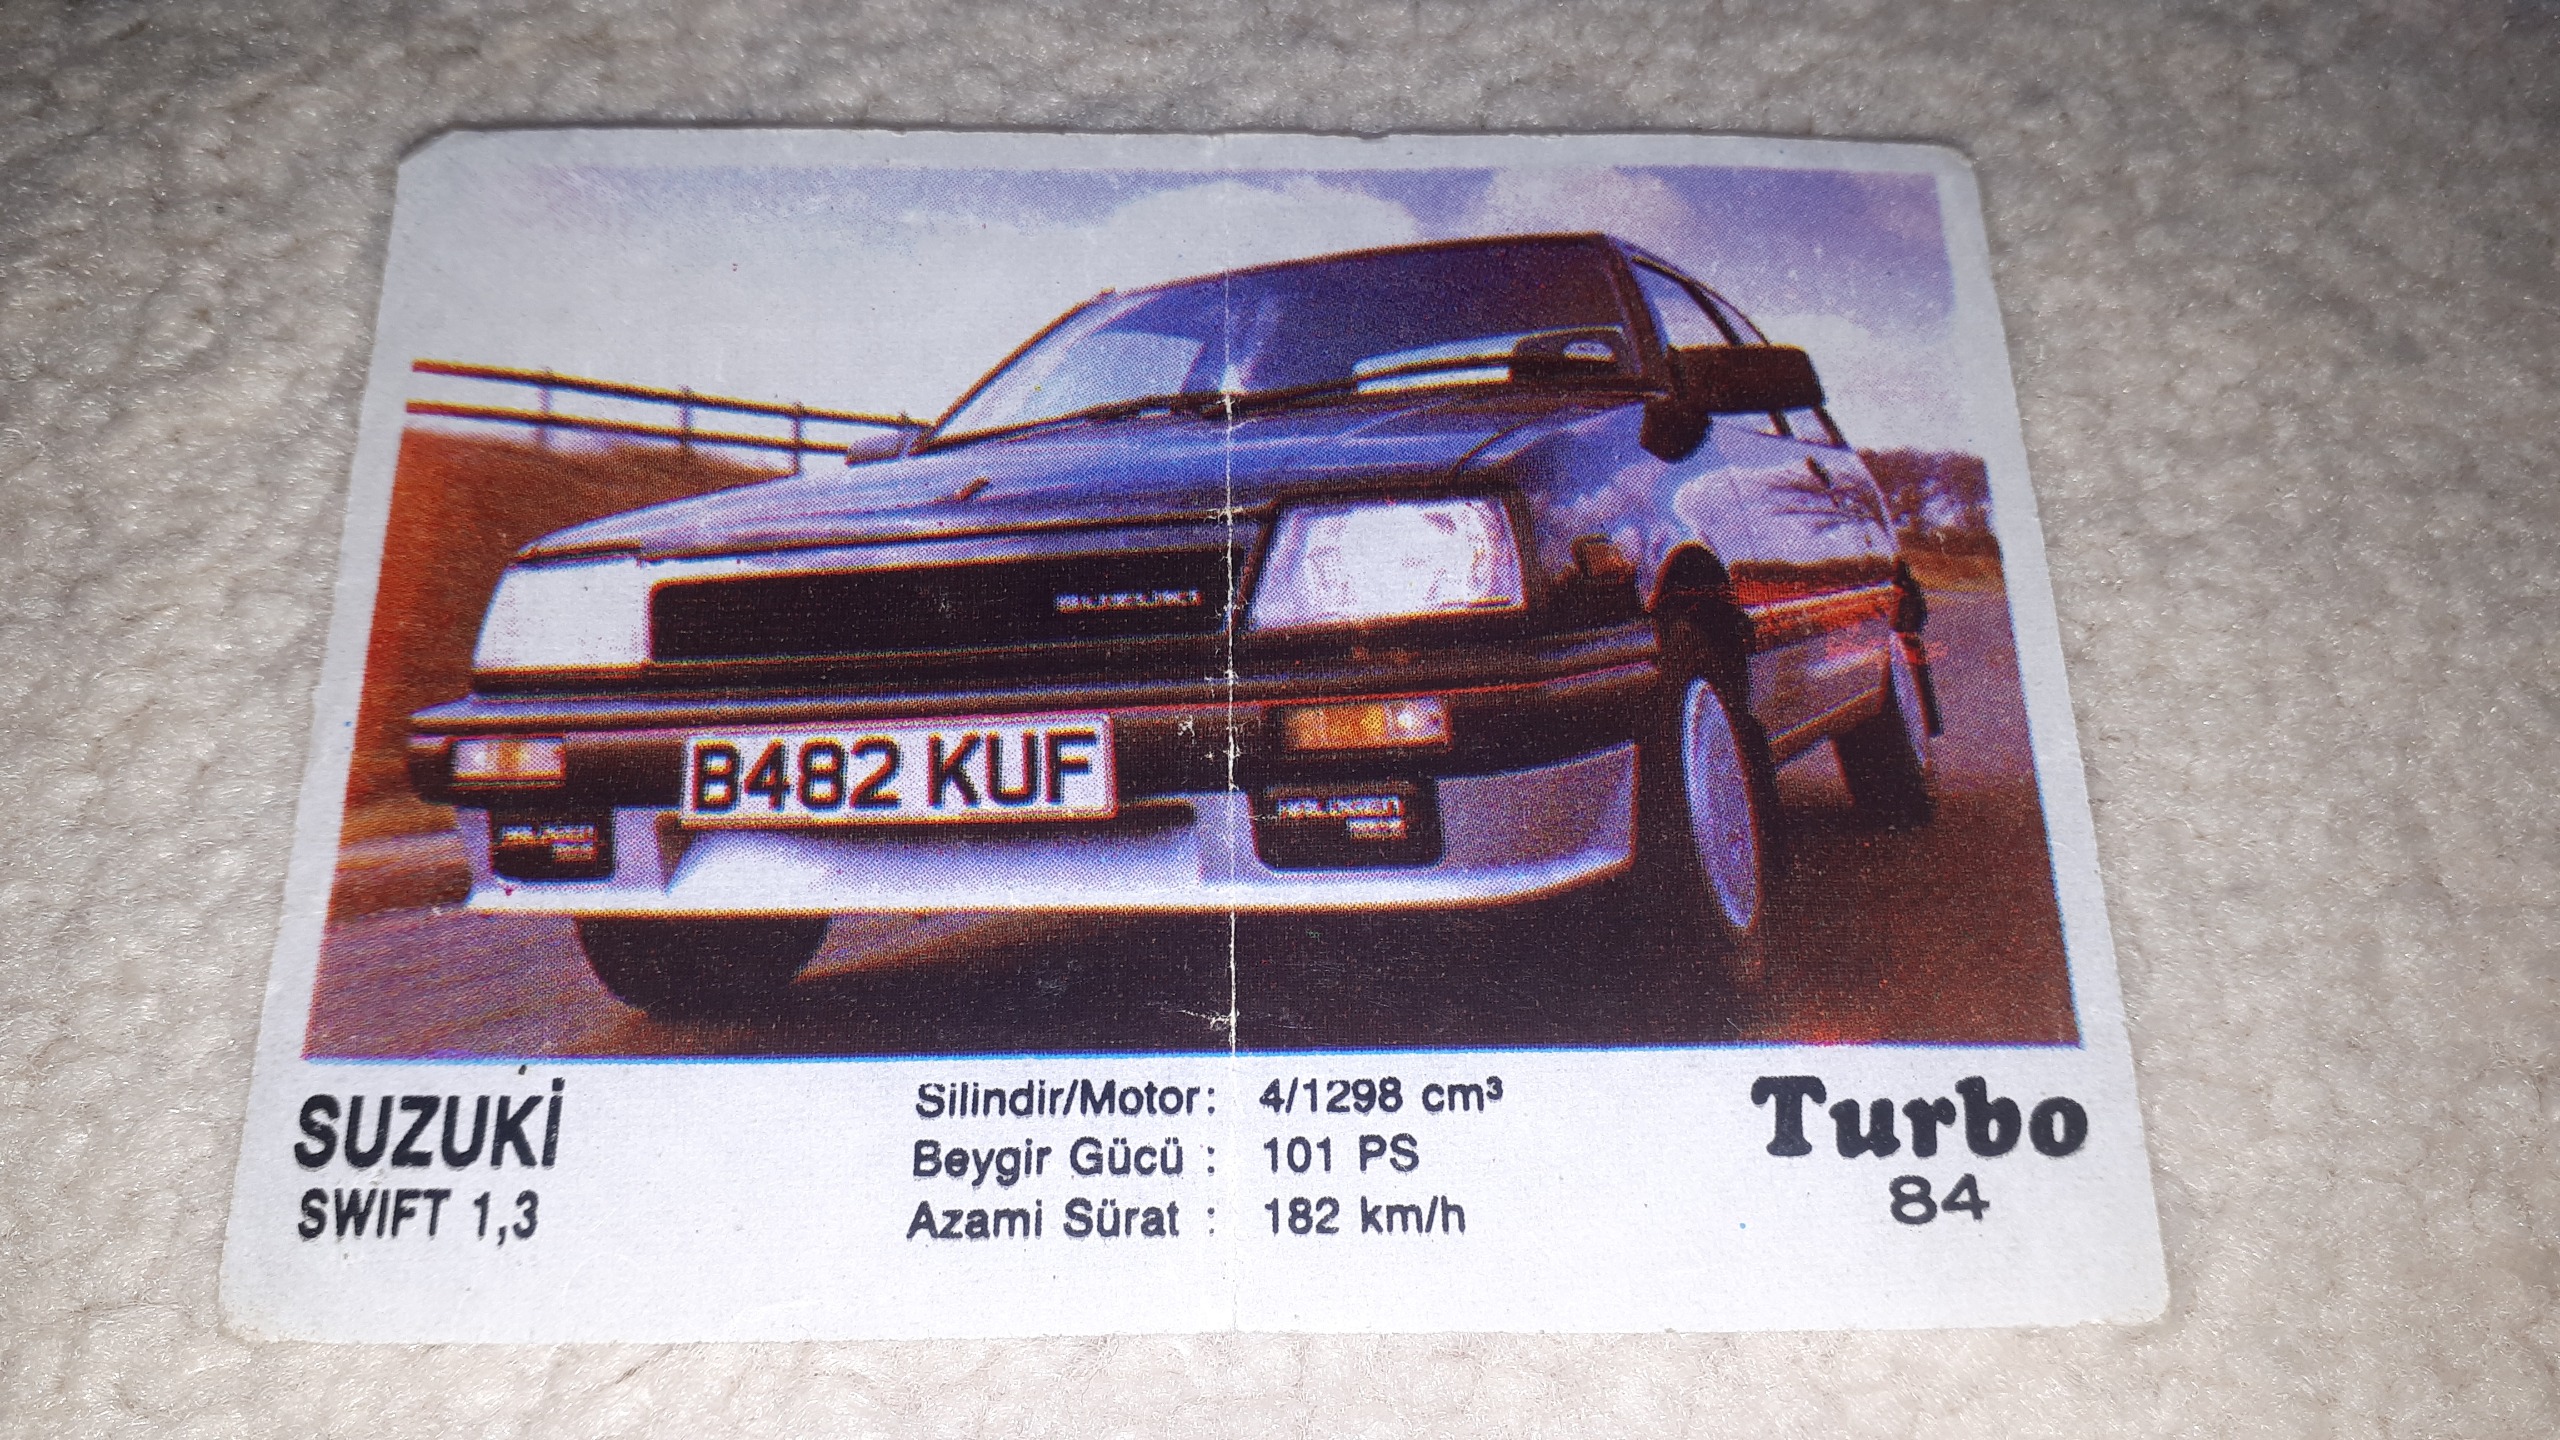 SUZUKI
B482 KUF
SUZUKİ
SWIFT 1,3
Silindir/Motor: 4/1298 cm³
Beygir Gücü : 101 PS
Azami Sürat : 182 km/h
Turbo
84